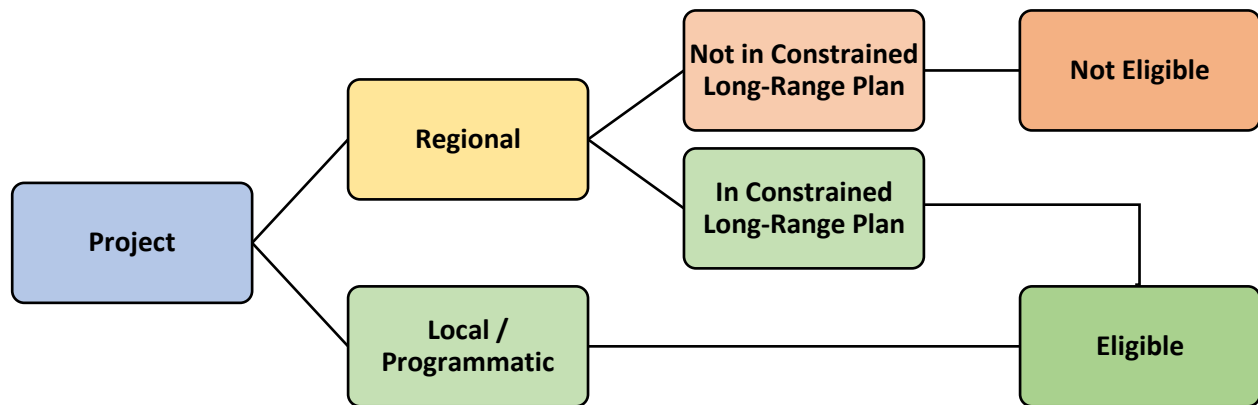 Not in Constrained
Long-Range Plan
Not Eligible
Regional
In Constrained
Long-Range Plan
Project
Local /
Programmatic
Eligible